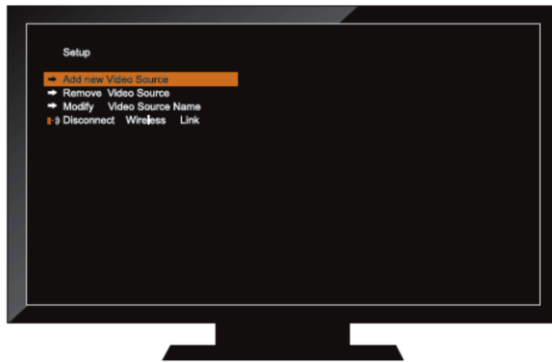 Setup
Add new Video Source
Remove Video Source
Modify Video Source Name
Disconnect Wireless Link